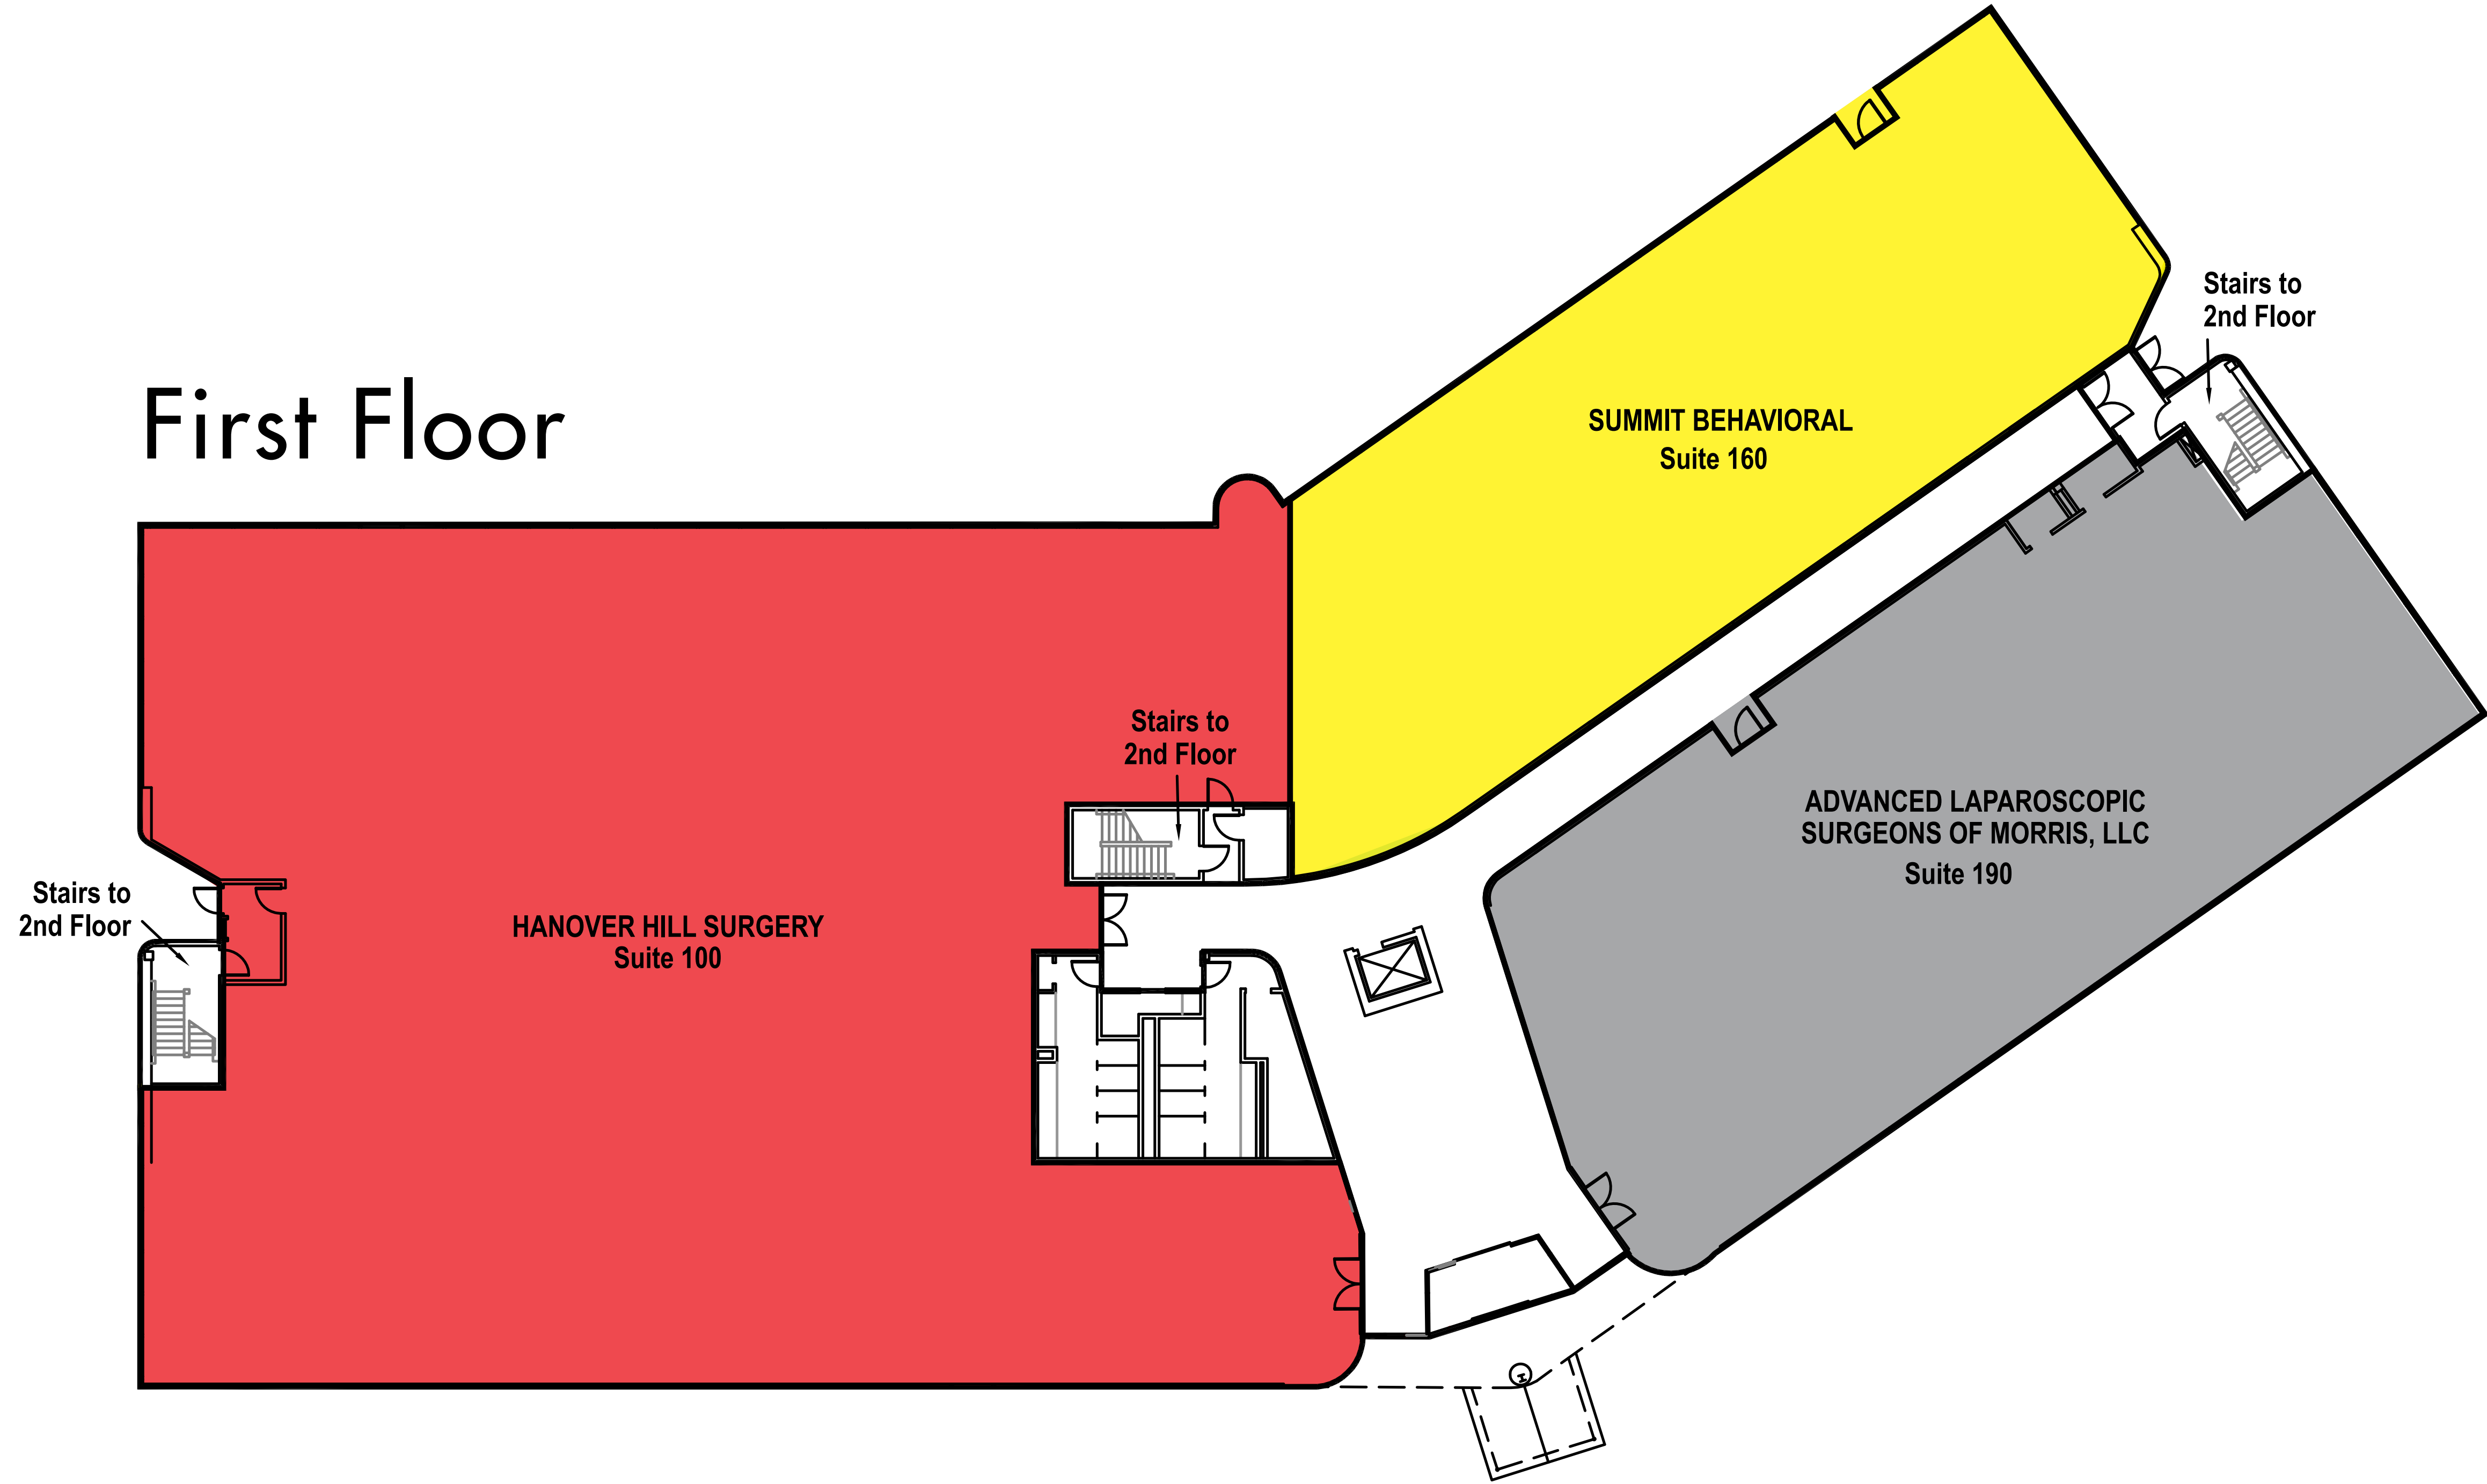 First Floor
Stairs to
2nd Floor
SUMMIT BEHAVIORAL
Suite 160
Stairs to
2nd Floor
ADVANCED LAPAROSCOPIC
SURGEONS OF MORRIS, LLC
Suite 190
Stairs to
2nd Floor
HANOVER HILL SURGERY
Suite 100